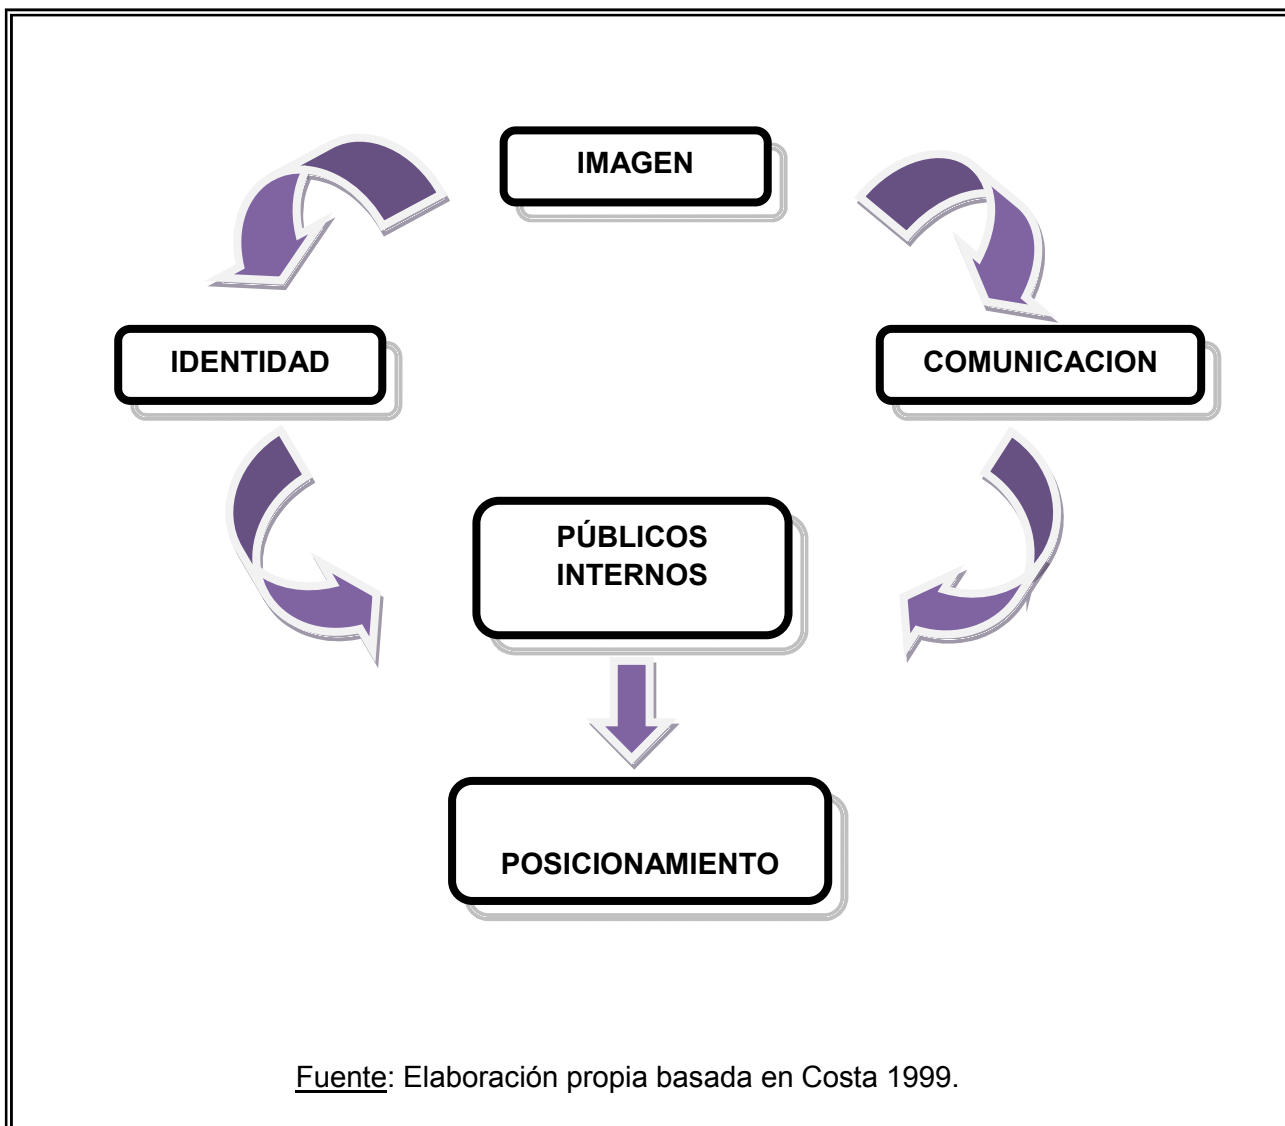 IMAGEN
IDENTIDAD
COMUNICACION
PÚBLICOS
INTERNOS
POSICIONAMIENTO
Fuente: Elaboración propia basada en Costa 1999.